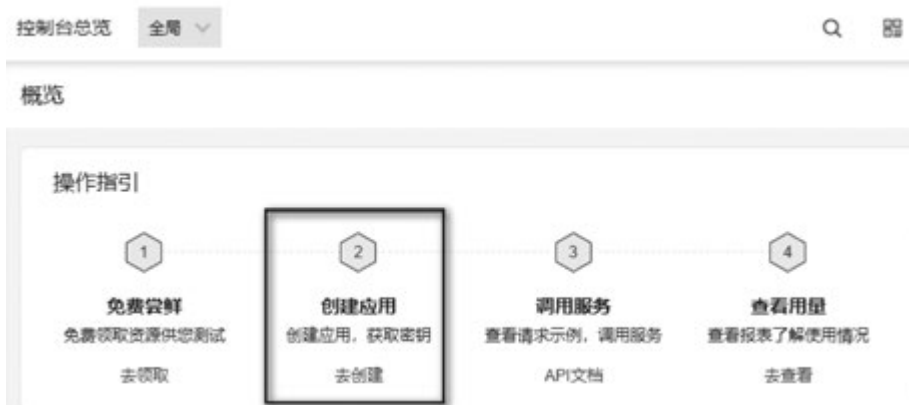 控制台总览 全局
概览
操作指引
1 2 3 4
免费尝鲜 创建应用 调用服务 查看用量
免费领取资源供您测试 创建应用，获取密钥 查看请求示例，调用服务 查看报表了解使用情况
去领取 去创建 API文档 去查看